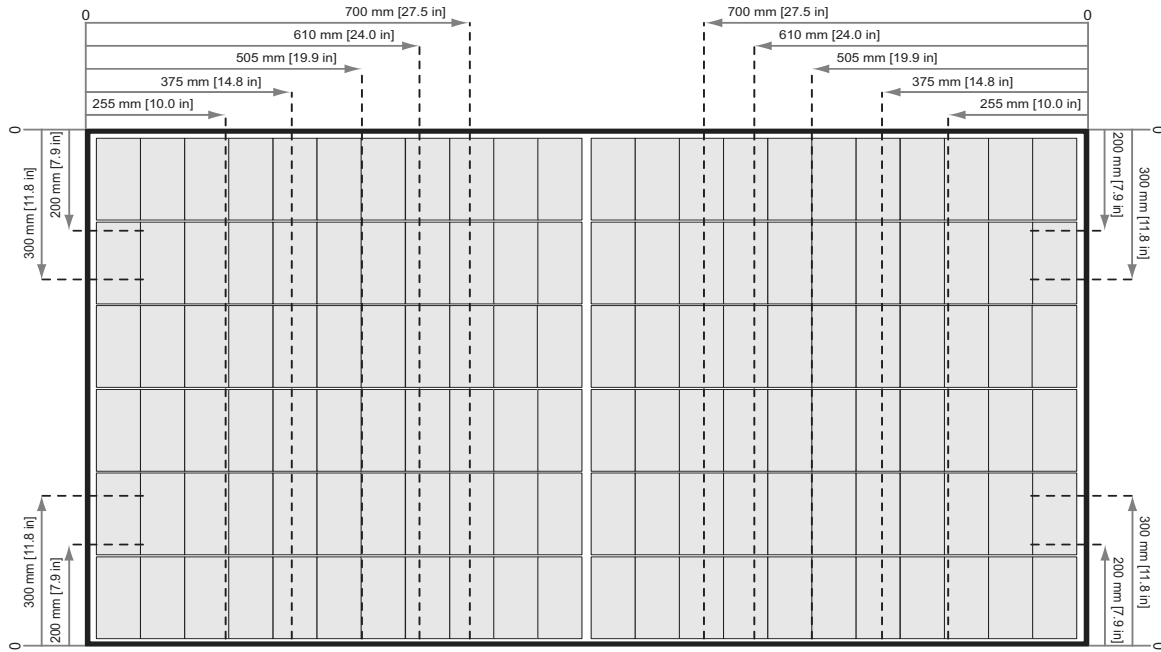 0
700 mm [27.5 in]
610 mm [24.0 in]
505 mm [19.9 in]
375 mm [14.8 in]
255 mm [10.0 in]
0
700 mm [27.5 in]
610 mm [24.0 in]
505 mm [19.9 in]
375 mm [14.8 in]
255 mm [10.0 in]
0
300 mm [11.8 in]
200 mm [7.9 in]
0
200 mm [7.9 in]
300 mm [11.8 in]
300 mm [11.8 in]
200 mm [7.9 in]
0
200 mm [7.9 in]
300 mm [11.8 in]
0